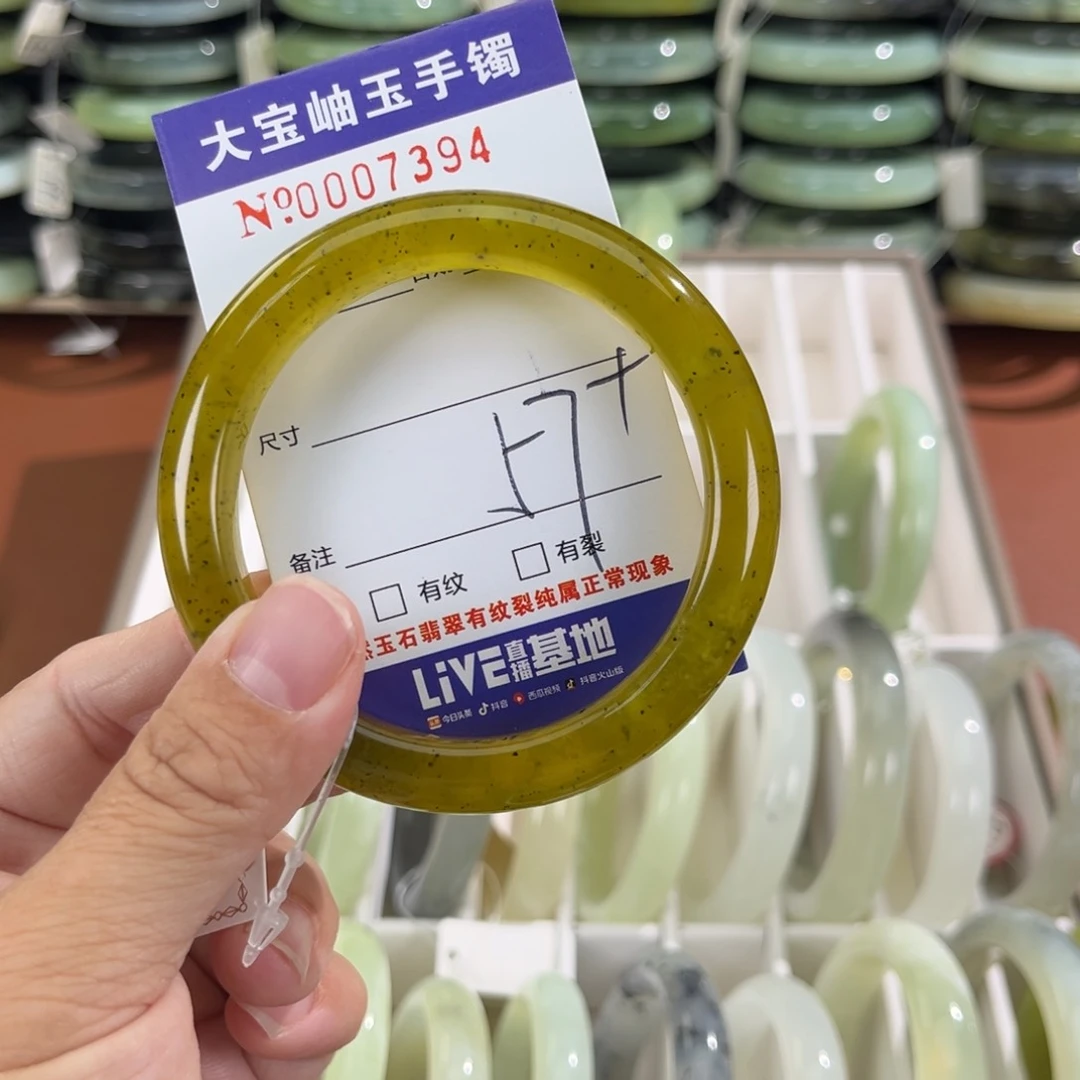 大宝岫玉手镯
Nº0007394
尺寸
57+
备注
有纹 有裂
玉石翡翠有纹裂纯属正常现象
LiVE直播基地
今日头条 抖音 西瓜视频 抖音火山版